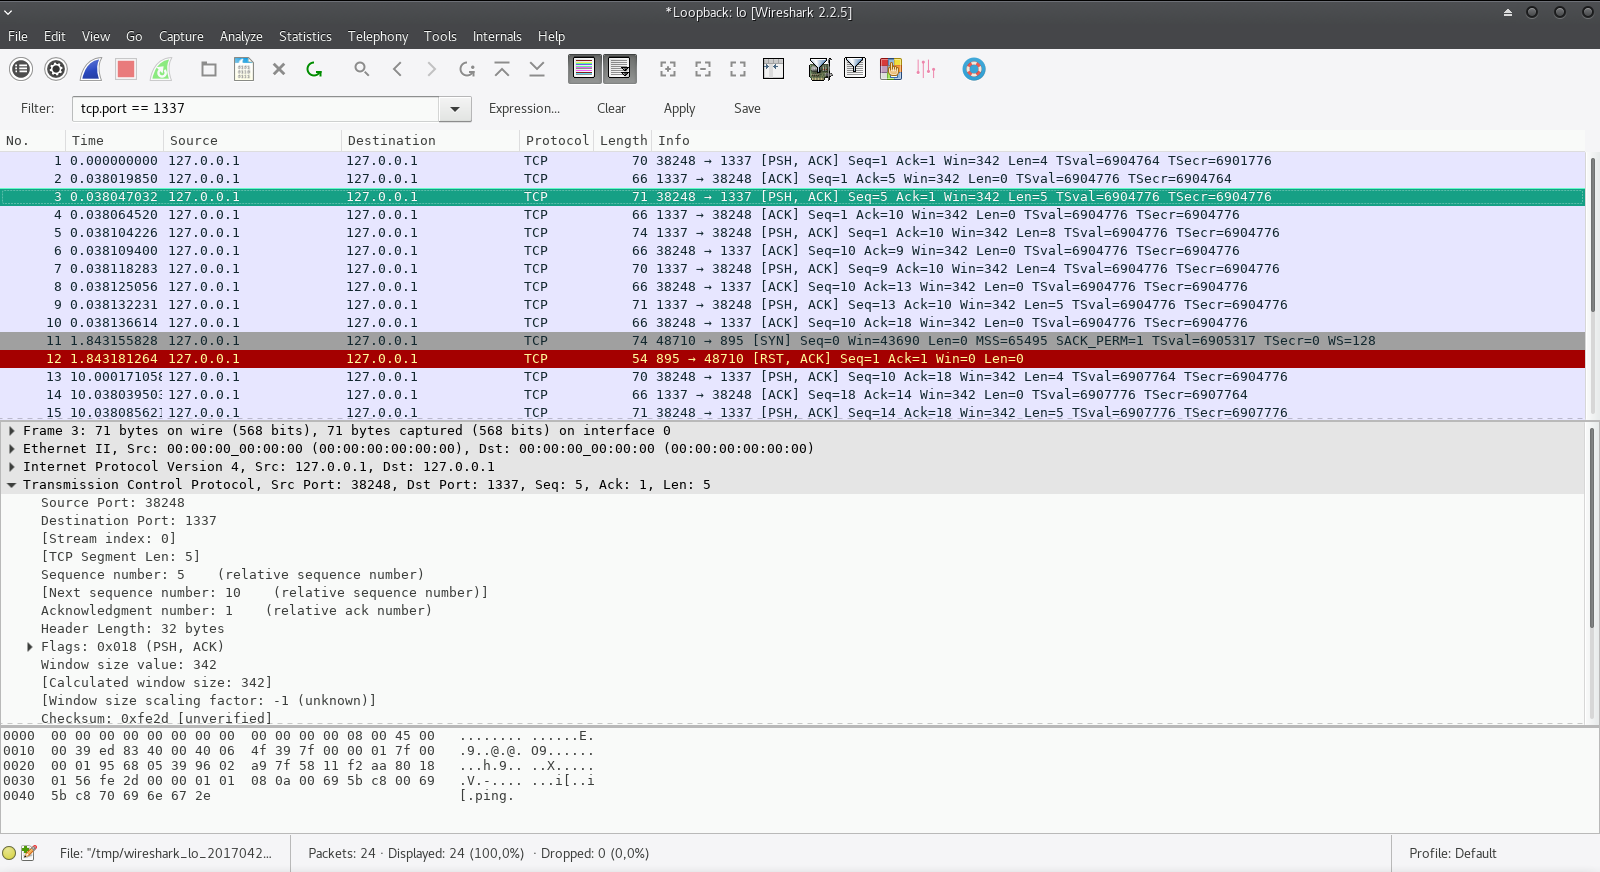 *Loopback: lo [Wireshark 2.2.5]
File Edit View Go Capture Analyze Statistics Telephony Tools Internals Help
Filter: tcp.port == 1337 Expression... Clear Apply Save
No. Time Source Destination Protocol Length Info
1 0.000000000 127.0.0.1 127.0.0.1 TCP 70 38248 → 1337 [PSH, ACK] Seq=1 Ack=1 Win=342 Len=4 TSval=6904764 TSecr=6901776
2 0.038019850 127.0.0.1 127.0.0.1 TCP 66 1337 → 38248 [ACK] Seq=1 Ack=5 Win=342 Len=0 TSval=6904776 TSecr=6904764
3 0.038047032 127.0.0.1 127.0.0.1 TCP 71 38248 → 1337 [PSH, ACK] Seq=5 Ack=1 Win=342 Len=5 TSval=6904776 TSecr=6904776
4 0.038064520 127.0.0.1 127.0.0.1 TCP 66 1337 → 38248 [ACK] Seq=1 Ack=10 Win=342 Len=0 TSval=6904776 TSecr=6904776
5 0.038104226 127.0.0.1 127.0.0.1 TCP 74 1337 → 38248 [PSH, ACK] Seq=1 Ack=10 Win=342 Len=8 TSval=6904776 TSecr=6904776
6 0.038109400 127.0.0.1 127.0.0.1 TCP 66 38248 → 1337 [ACK] Seq=10 Ack=9 Win=342 Len=0 TSval=6904776 TSecr=6904776
7 0.038118283 127.0.0.1 127.0.0.1 TCP 70 1337 → 38248 [PSH, ACK] Seq=9 Ack=10 Win=342 Len=4 TSval=6904776 TSecr=6904776
8 0.038125056 127.0.0.1 127.0.0.1 TCP 66 38248 → 1337 [ACK] Seq=10 Ack=13 Win=342 Len=0 TSval=6904776 TSecr=6904776
9 0.038132231 127.0.0.1 127.0.0.1 TCP 71 1337 → 38248 [PSH, ACK] Seq=13 Ack=10 Win=342 Len=5 TSval=6904776 TSecr=6904776
10 0.038136614 127.0.0.1 127.0.0.1 TCP 66 38248 → 1337 [ACK] Seq=10 Ack=18 Win=342 Len=0 TSval=6904776 TSecr=6904776
11 1.843155828 127.0.0.1 127.0.0.1 TCP 74 48710 → 895 [SYN] Seq=0 Win=43690 Len=0 MSS=65495 SACK_PERM=1 TSval=6905317 TSecr=0 WS=128
12 1.843181264 127.0.0.1 127.0.0.1 TCP 54 895 → 48710 [RST, ACK] Seq=1 Ack=1 Win=0 Len=0
13 10.000171058 127.0.0.1 127.0.0.1 TCP 70 38248 → 1337 [PSH, ACK] Seq=10 Ack=18 Win=342 Len=4 TSval=6907764 TSecr=6904776
14 10.038039503 127.0.0.1 127.0.0.1 TCP 66 1337 → 38248 [ACK] Seq=18 Ack=14 Win=342 Len=0 TSval=6907776 TSecr=6907764
15 10.038085621 127.0.0.1 127.0.0.1 TCP 71 38248 → 1337 [PSH, ACK] Seq=14 Ack=18 Win=342 Len=5 TSval=6907776 TSecr=6907776
Frame 3: 71 bytes on wire (568 bits), 71 bytes captured (568 bits) on interface 0
Ethernet II, Src: 00:00:00_00:00:00 (00:00:00:00:00:00), Dst: 00:00:00_00:00:00 (00:00:00:00:00:00)
Internet Protocol Version 4, Src: 127.0.0.1, Dst: 127.0.0.1
Transmission Control Protocol, Src Port: 38248, Dst Port: 1337, Seq: 5, Ack: 1, Len: 5
Source Port: 38248
Destination Port: 1337
[Stream index: 0]
[TCP Segment Len: 5]
Sequence number: 5 (relative sequence number)
[Next sequence number: 10 (relative sequence number)]
Acknowledgment number: 1 (relative ack number)
Header Length: 32 bytes
Flags: 0x018 (PSH, ACK)
Window size value: 342
[Calculated window size: 342]
[Window size scaling factor: -1 (unknown)]
Checksum: 0xfe2d [unverified]
0000 00 00 00 00 00 00 00 00 00 00 00 00 08 00 45 00 ........ ......E.
0010 00 39 ed 83 40 00 40 06 4f 39 7f 00 00 01 7f 00 .9..@.@. O9......
0020 00 01 95 68 05 39 96 02 a9 7f 58 11 f2 aa 80 18 ...h.9.. ..X.....
0030 01 56 fe 2d 00 00 01 01 08 0a 00 69 5b c8 00 69 .V.-.... ...i[..i
0040 5b c8 70 69 6e 67 2e [.ping.
File: "/tmp/wireshark_lo_2017042... Packets: 24 · Displayed: 24 (100,0%) · Dropped: 0 (0,0%) Profile: Default